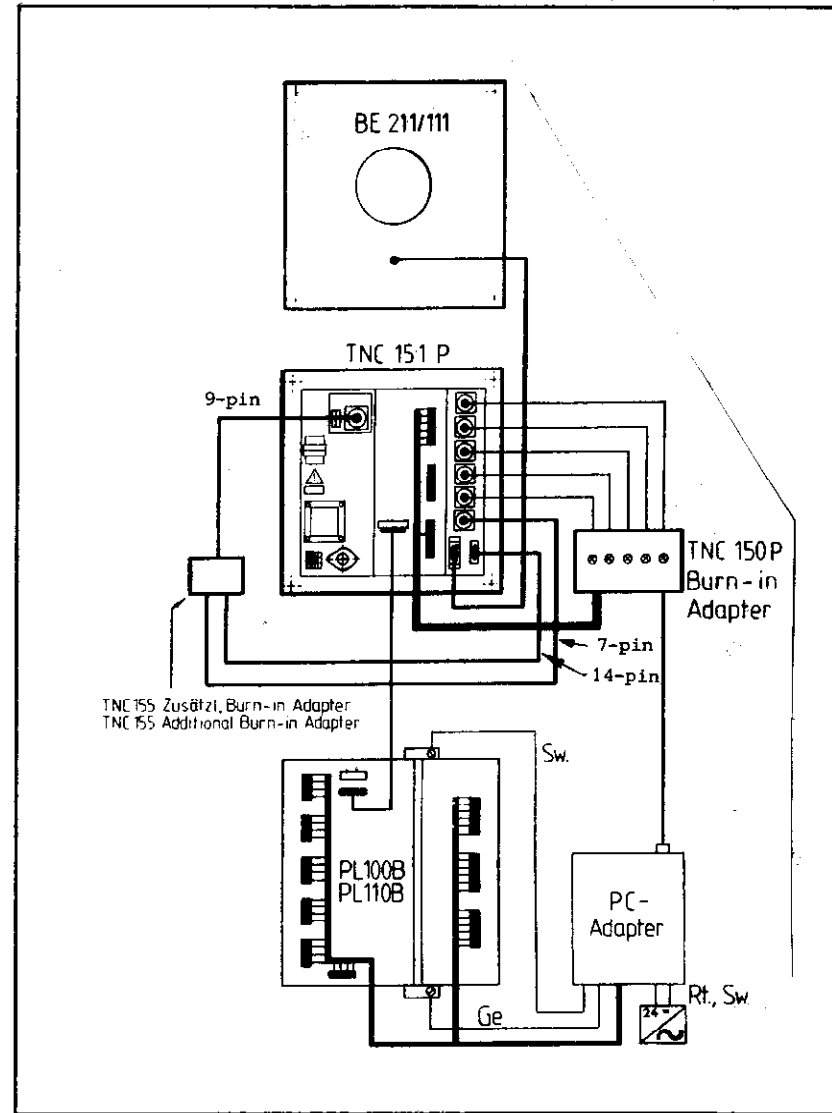 BE 211/111
TNC 151 P
9-pin
TNC 150 P
Burn-in
Adapter
7-pin
14-pin
TNC 155 Zusätzl. Burn-in Adapter
TNC 155 Additional Burn-in Adapter
Sw.
PL100B
PL110B
PC-
Adapter
Rt., Sw
Ge
24